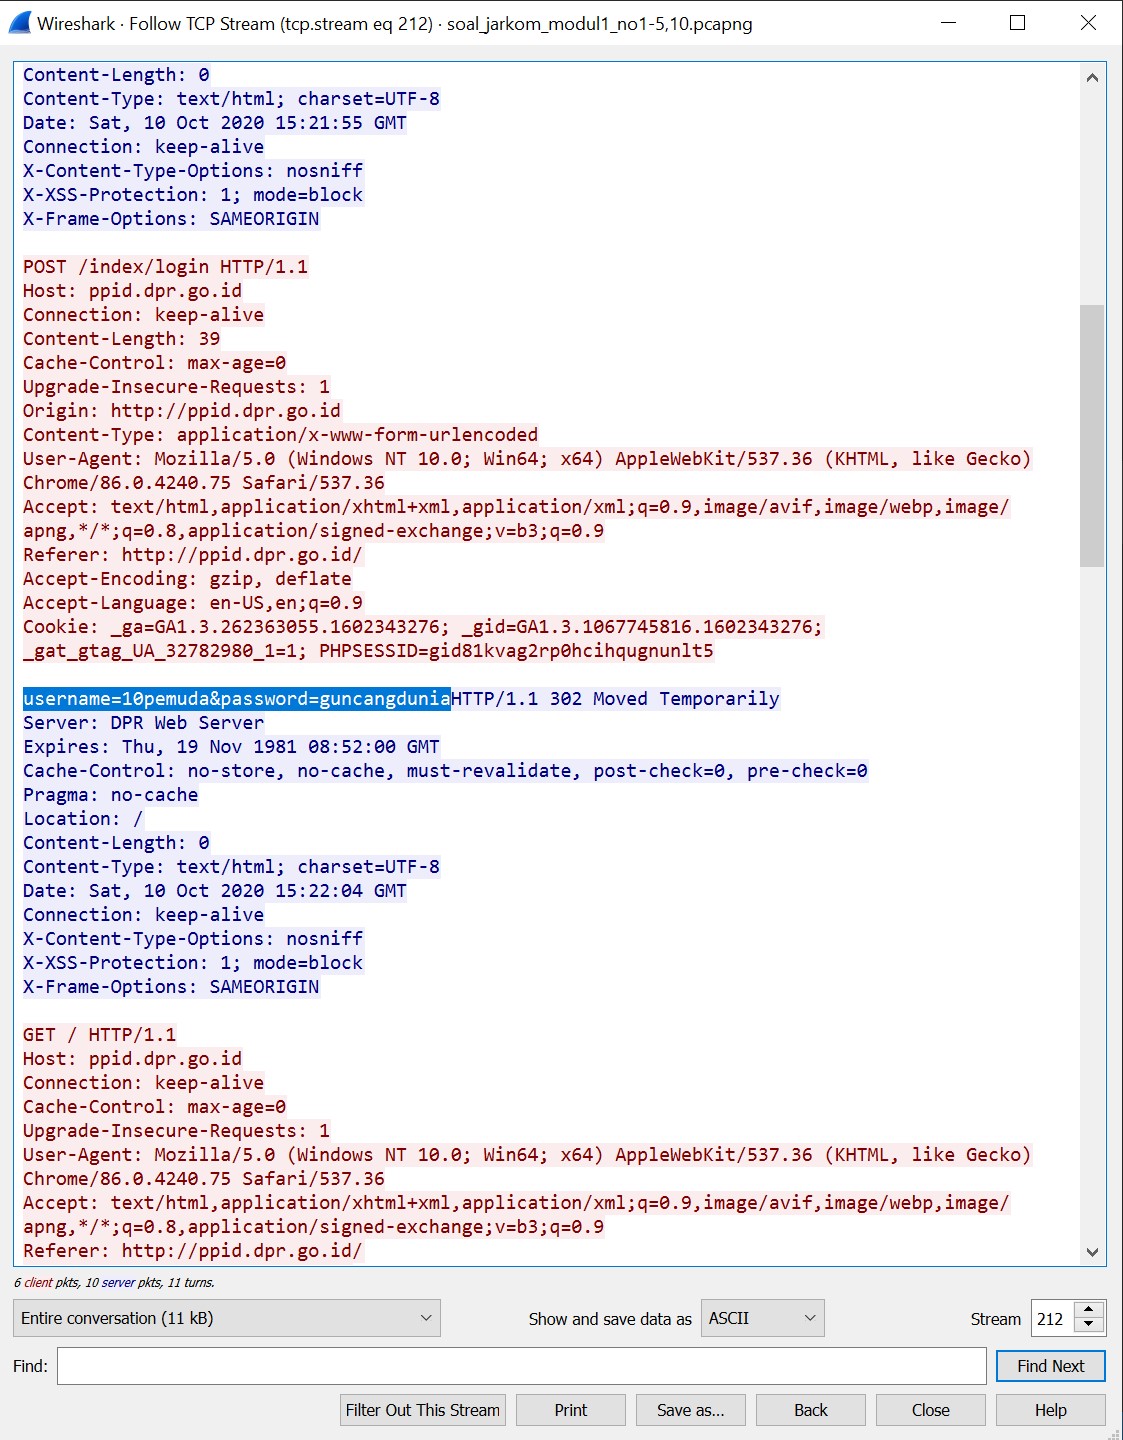 Wireshark · Follow TCP Stream (tcp.stream eq 212) · soal_jarkom_modul1_no1-5,10.pcapng
Content-Length: 0
Content-Type: text/html; charset=UTF-8
Date: Sat, 10 Oct 2020 15:21:55 GMT
Connection: keep-alive
X-Content-Type-Options: nosniff
X-XSS-Protection: 1; mode=block
X-Frame-Options: SAMEORIGIN
POST /index/login HTTP/1.1
Host: ppid.dpr.go.id
Connection: keep-alive
Content-Length: 39
Cache-Control: max-age=0
Upgrade-Insecure-Requests: 1
Origin: http://ppid.dpr.go.id
Content-Type: application/x-www-form-urlencoded
User-Agent: Mozilla/5.0 (Windows NT 10.0; Win64; x64) AppleWebKit/537.36 (KHTML, like Gecko)
Chrome/86.0.4240.75 Safari/537.36
Accept: text/html,application/xhtml+xml,application/xml;q=0.9,image/avif,image/webp,image/
apng,*/*;q=0.8,application/signed-exchange;v=b3;q=0.9
Referer: http://ppid.dpr.go.id/
Accept-Encoding: gzip, deflate
Accept-Language: en-US,en;q=0.9
Cookie: _ga=GA1.3.262363055.1602343276; _gid=GA1.3.1067745816.1602343276;
_gat_gtag_UA_32782980_1=1; PHPSESSID=gid81kvag2rp0hcihqugnunlt5
username=10pemuda&password=guncangduniaHTTP/1.1 302 Moved Temporarily
Server: DPR Web Server
Expires: Thu, 19 Nov 1981 08:52:00 GMT
Cache-Control: no-store, no-cache, must-revalidate, post-check=0, pre-check=0
Pragma: no-cache
Location: /
Content-Length: 0
Content-Type: text/html; charset=UTF-8
Date: Sat, 10 Oct 2020 15:22:04 GMT
Connection: keep-alive
X-Content-Type-Options: nosniff
X-XSS-Protection: 1; mode=block
X-Frame-Options: SAMEORIGIN
GET / HTTP/1.1
Host: ppid.dpr.go.id
Connection: keep-alive
Cache-Control: max-age=0
Upgrade-Insecure-Requests: 1
User-Agent: Mozilla/5.0 (Windows NT 10.0; Win64; x64) AppleWebKit/537.36 (KHTML, like Gecko)
Chrome/86.0.4240.75 Safari/537.36
Accept: text/html,application/xhtml+xml,application/xml;q=0.9,image/avif,image/webp,image/
apng,*/*;q=0.8,application/signed-exchange;v=b3;q=0.9
Referer: http://ppid.dpr.go.id/
6 client pkts, 10 server pkts, 11 turns.
Entire conversation (11 kB) Show and save data as ASCII Stream 212
Find: Find Next
Filter Out This Stream Print Save as... Back Close Help